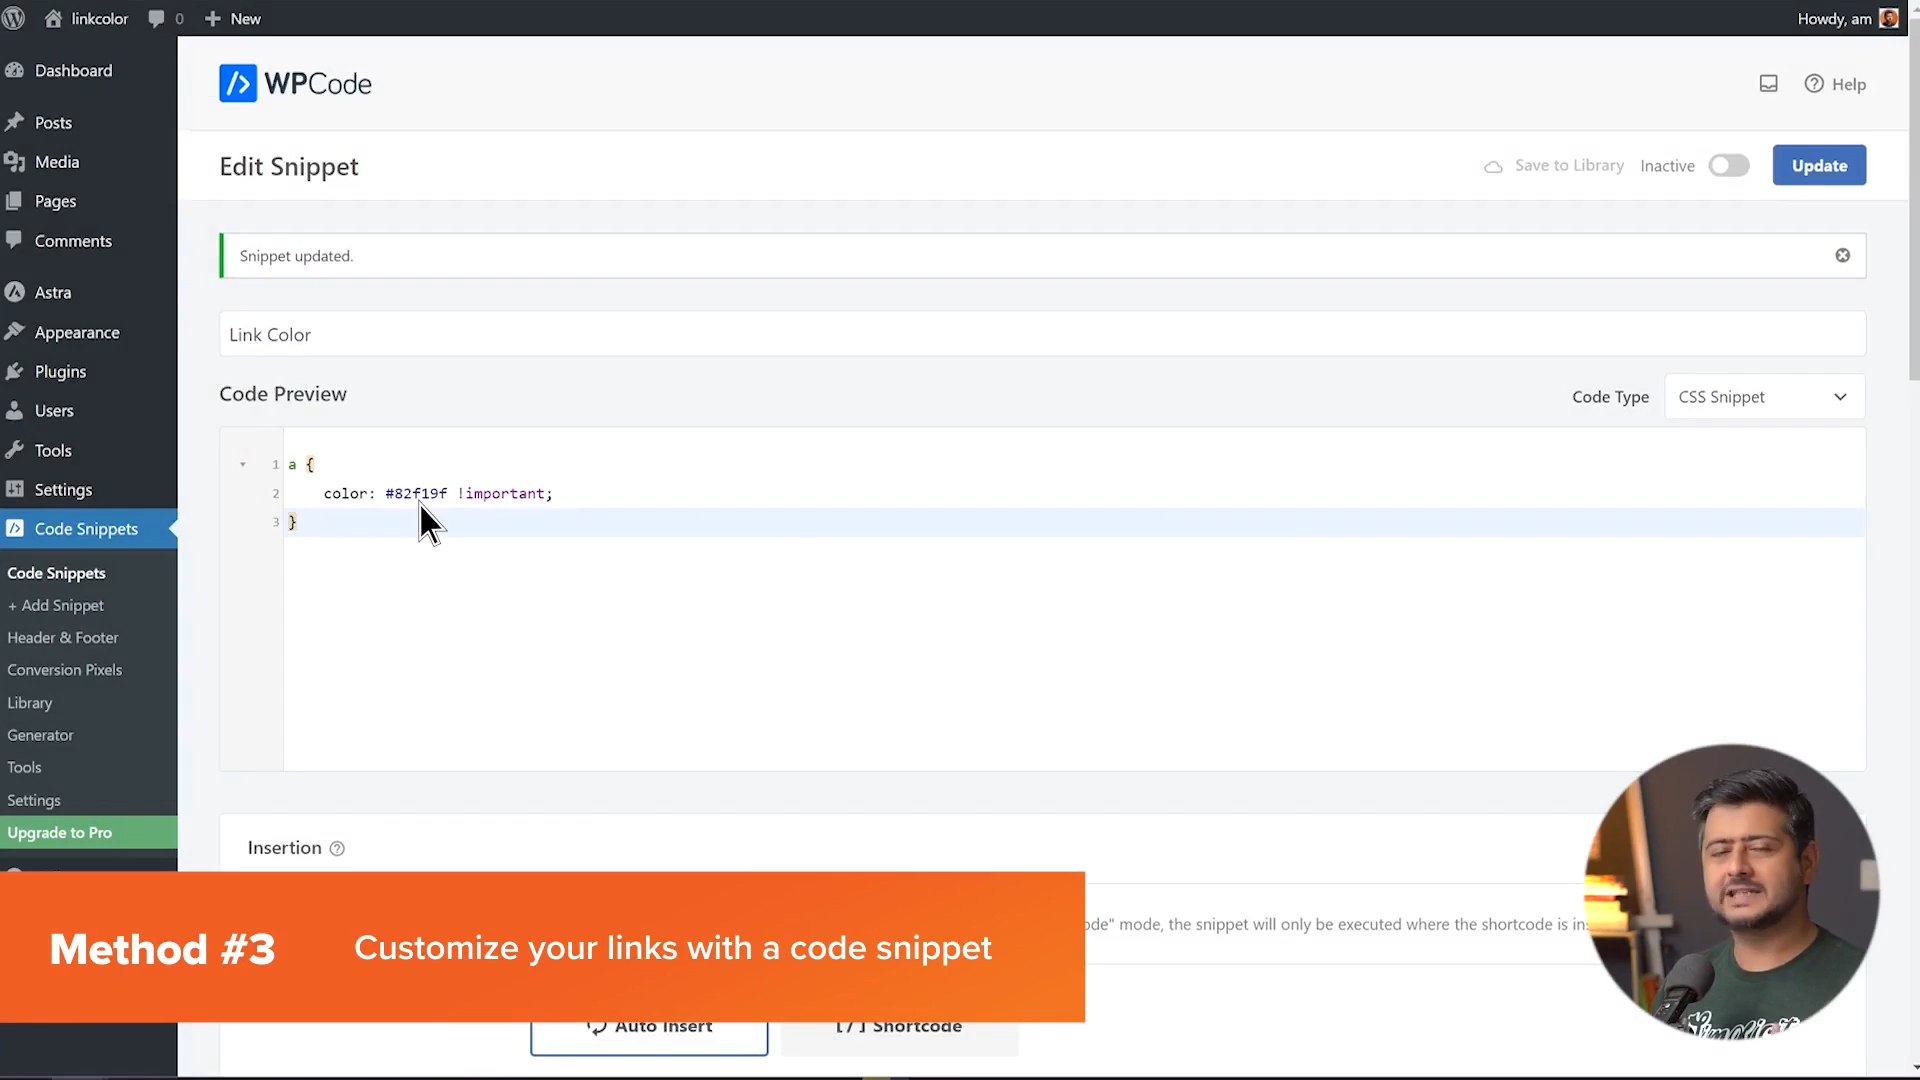 linkcolor
0
New
Howdy, am
Dashboard
Posts
Media
Pages
Comments
Astra
Appearance
Plugins
Users
Tools
Settings
Code Snippets
Code Snippets
+ Add Snippet
Header & Footer
Conversion Pixels
Library
Generator
Tools
Settings
Upgrade to Pro
WPCode
Help
Edit Snippet
Save to Library
Inactive
Update
Snippet updated.
Link Color
Code Preview
Code Type
CSS Snippet
1 a {
2 color: #82f19f !important;
3 }
Insertion
ode" mode, the snippet will only be executed where the shortcode is ins
Method #3
Customize your links with a code snippet
Auto Insert
[/] Shortcode